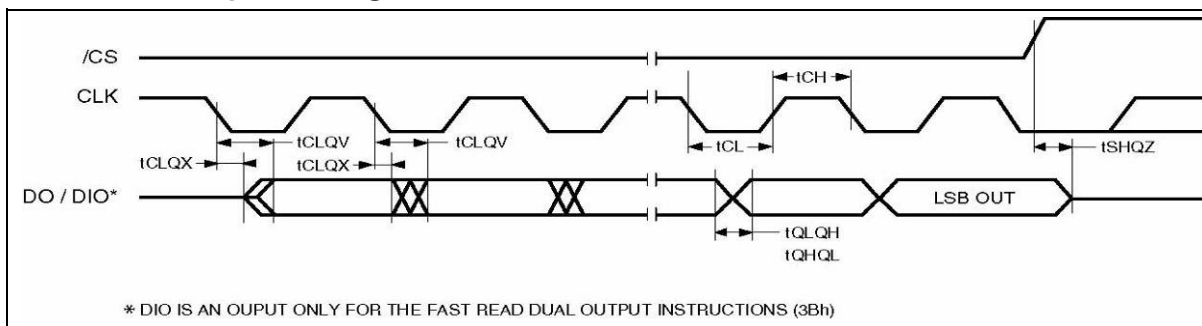 /CS
tCH
CLK
tCLQV
tCLQV
tCL
tSHQZ
tCLQX
tCLQX
DO / DIO*
LSB OUT
tQLQH
tQHQL
* DIO IS AN OUPUT ONLY FOR THE FAST READ DUAL OUTPUT INSTRUCTIONS (3Bh)